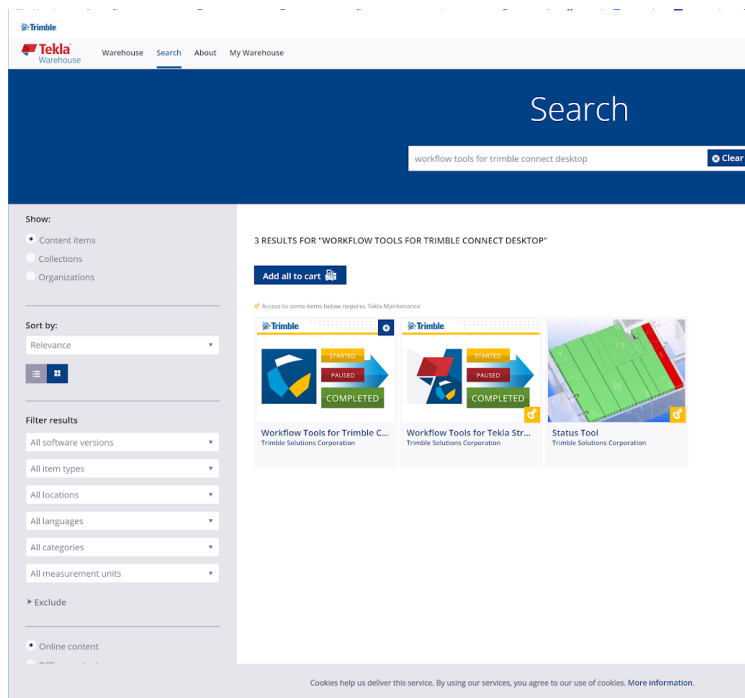 Trimble
Tekla
Warehouse
Warehouse Search About My Warehouse
Search
workflow tools for trimble connect desktop
Clear
Show:
Content items
Collections
Organizations
Sort by:
Relevance
Filter results
All software versions
All item types
All locations
All languages
All categories
All measurement units
Exclude
Online content
3 RESULTS FOR "WORKFLOW TOOLS FOR TRIMBLE CONNECT DESKTOP"
Add all to cart
Access to some items below requires Tekla Maintenance
Trimble
STARTED
PAUSED
COMPLETED
Workflow Tools for Trimble C...
Trimble Solutions Corporation
Trimble
STARTED
PAUSED
COMPLETED
Workflow Tools for Tekla Str...
Trimble Solutions Corporation
Status Tool
Trimble Solutions Corporation
Cookies help us deliver this service. By using our services, you agree to our use of cookies. More information.